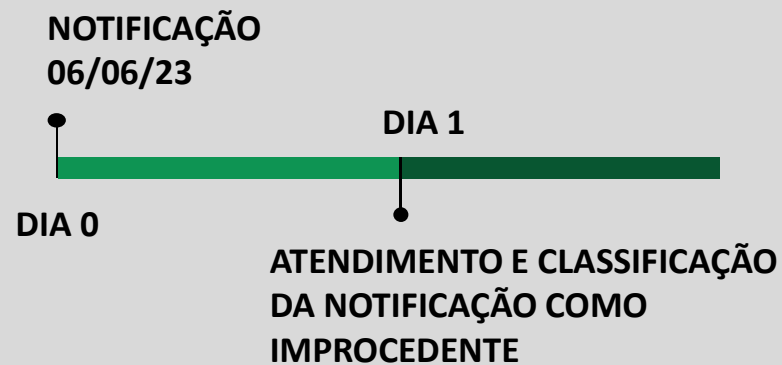 NOTIFICAÇÃO
06/06/23
DIA 1
DIA 0
ATENDIMENTO E CLASSIFICAÇÃO
DA NOTIFICAÇÃO COMO
IMPROCEDENTE